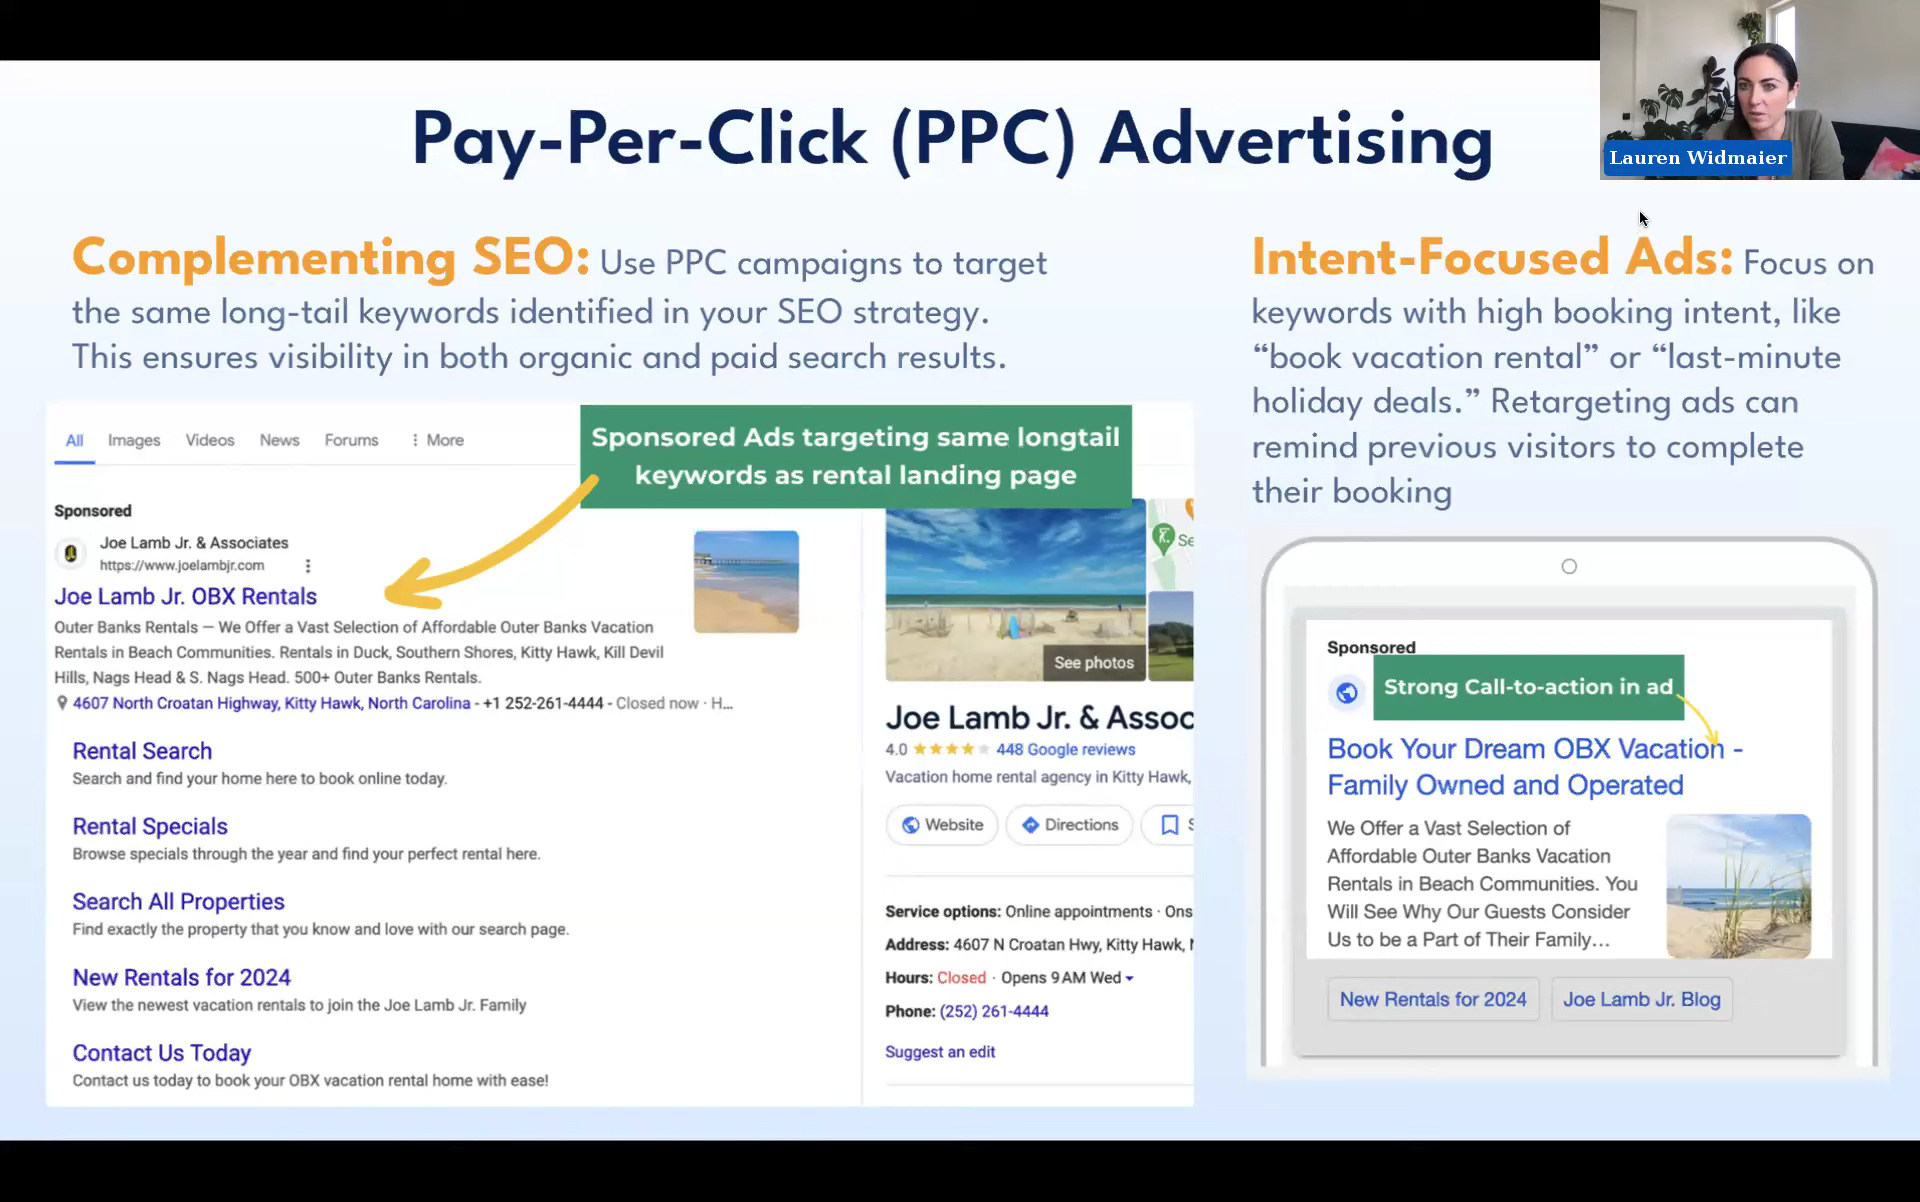 Pay-Per-Click (PPC) Advertising
Lauren Widmaier
Complementing SEO: Use PPC campaigns to target
the same long-tail keywords identified in your SEO strategy.
This ensures visibility in both organic and paid search results.
Intent-Focused Ads: Focus on
keywords with high booking intent, like
“book vacation rental” or “last-minute
holiday deals.” Retargeting ads can
remind previous visitors to complete
their booking
All Images Videos News Forums More
Sponsored Ads targeting same longtail
keywords as rental landing page
Sponsored
Joe Lamb Jr. & Associates
https://www.joelambjr.com
Joe Lamb Jr. OBX Rentals
Outer Banks Rentals — We Offer a Vast Selection of Affordable Outer Banks Vacation
Rentals in Beach Communities. Rentals in Duck, Southern Shores, Kitty Hawk, Kill Devil
Hills, Nags Head & S. Nags Head. 500+ Outer Banks Rentals.
4607 North Croatan Highway, Kitty Hawk, North Carolina - +1 252-261-4444 - Closed now · H...
Rental Search
Search and find your home here to book online today.
Rental Specials
Browse specials through the year and find your perfect rental here.
Search All Properties
Find exactly the property that you know and love with our search page.
New Rentals for 2024
View the newest vacation rentals to join the Joe Lamb Jr. Family
Contact Us Today
Contact us today to book your OBX vacation rental home with ease!
Se
See photos
Joe Lamb Jr. & Assoc
4.0 448 Google reviews
Vacation home rental agency in Kitty Hawk,
Website Directions S
Service options: Online appointments · Ons
Address: 4607 N Croatan Hwy, Kitty Hawk, N
Hours: Closed · Opens 9 AM Wed
Phone: (252) 261-4444
Suggest an edit
Sponsored
Strong Call-to-action in ad
Book Your Dream OBX Vacation -
Family Owned and Operated
We Offer a Vast Selection of
Affordable Outer Banks Vacation
Rentals in Beach Communities. You
Will See Why Our Guests Consider
Us to be a Part of Their Family...
New Rentals for 2024 Joe Lamb Jr. Blog